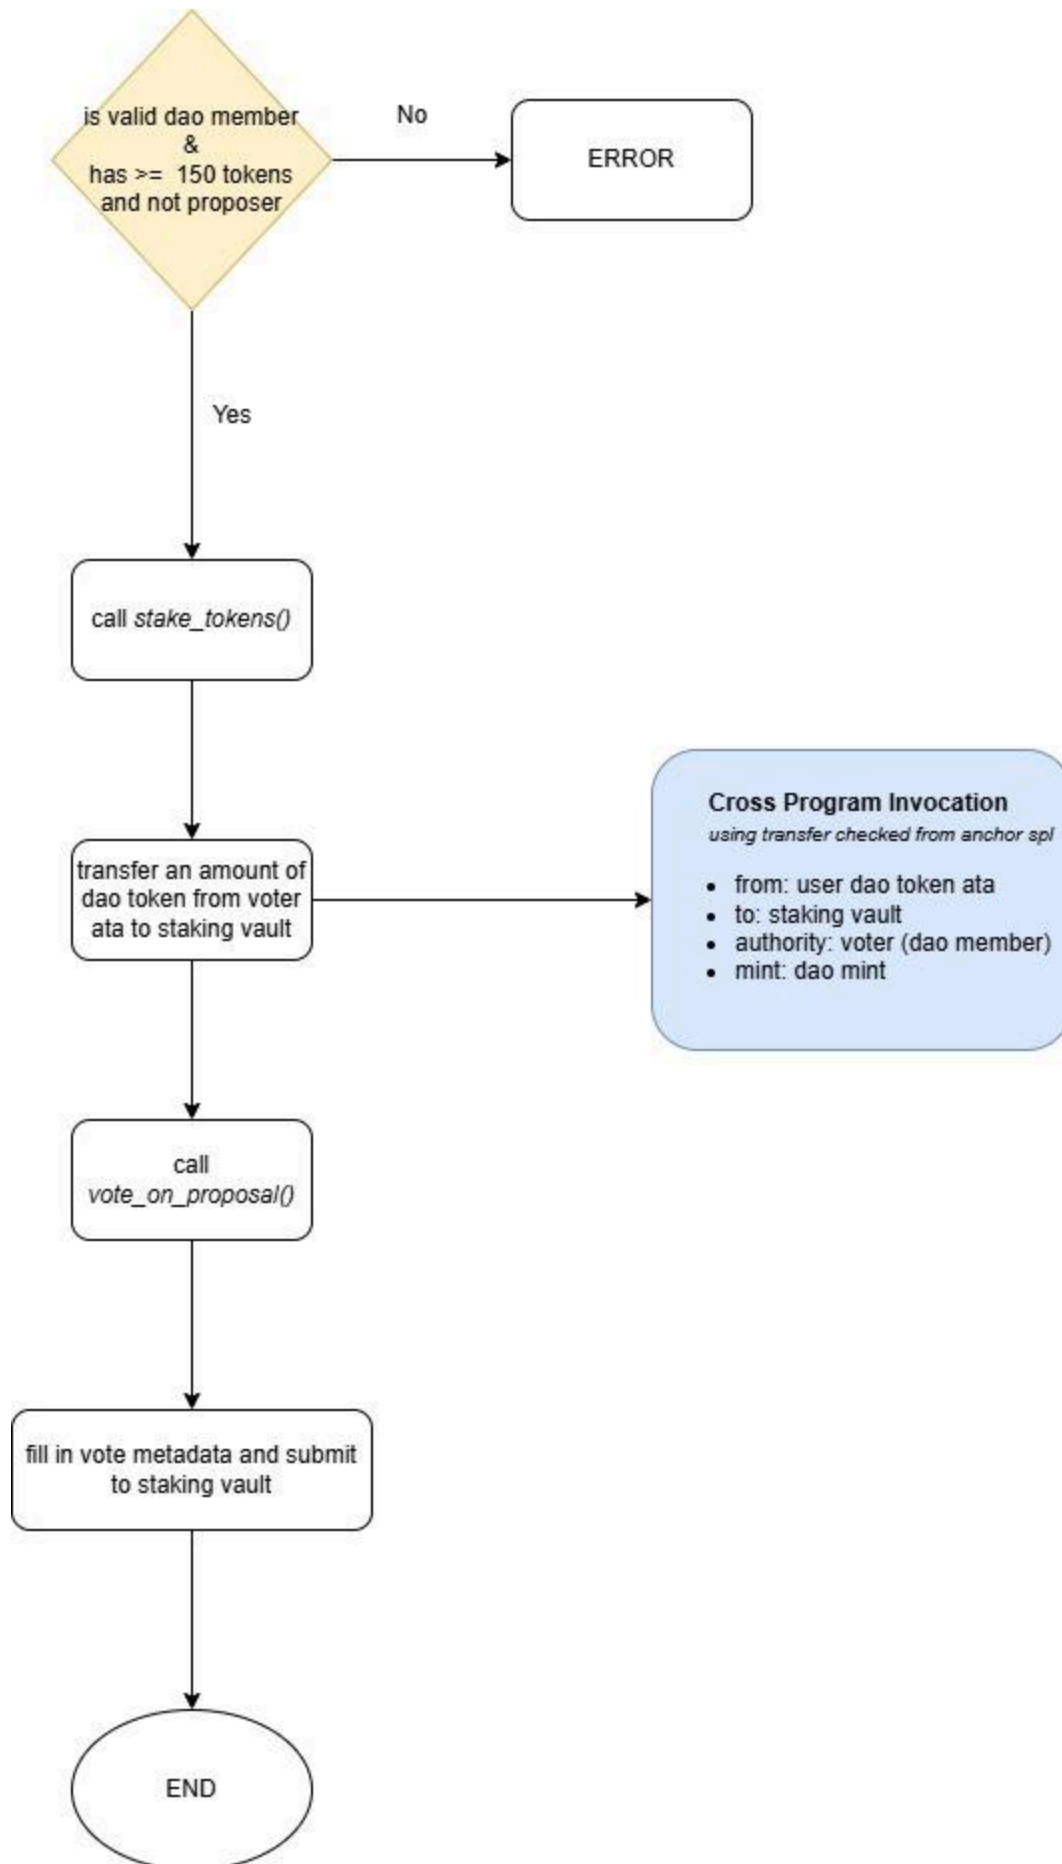 is valid dao member
&
has >= 150 tokens
and not proposer
No
ERROR
Yes
call stake_tokens()
transfer an amount of
dao token from voter
ata to staking vault
Cross Program Invocation
using transfer checked from anchor spl
• from: user dao token ata
• to: staking vault
• authority: voter (dao member)
• mint: dao mint
call
vote_on_proposal()
fill in vote metadata and submit
to staking vault
END